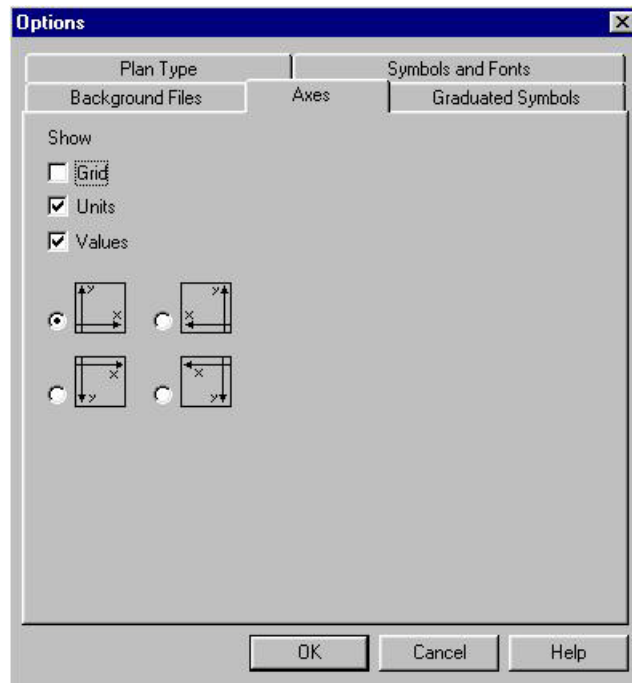 Options
Plan Type Symbols and Fonts
Background Files Axes Graduated Symbols
Show
Grid
Units
Values
y x y x
x y x y
OK Cancel Help